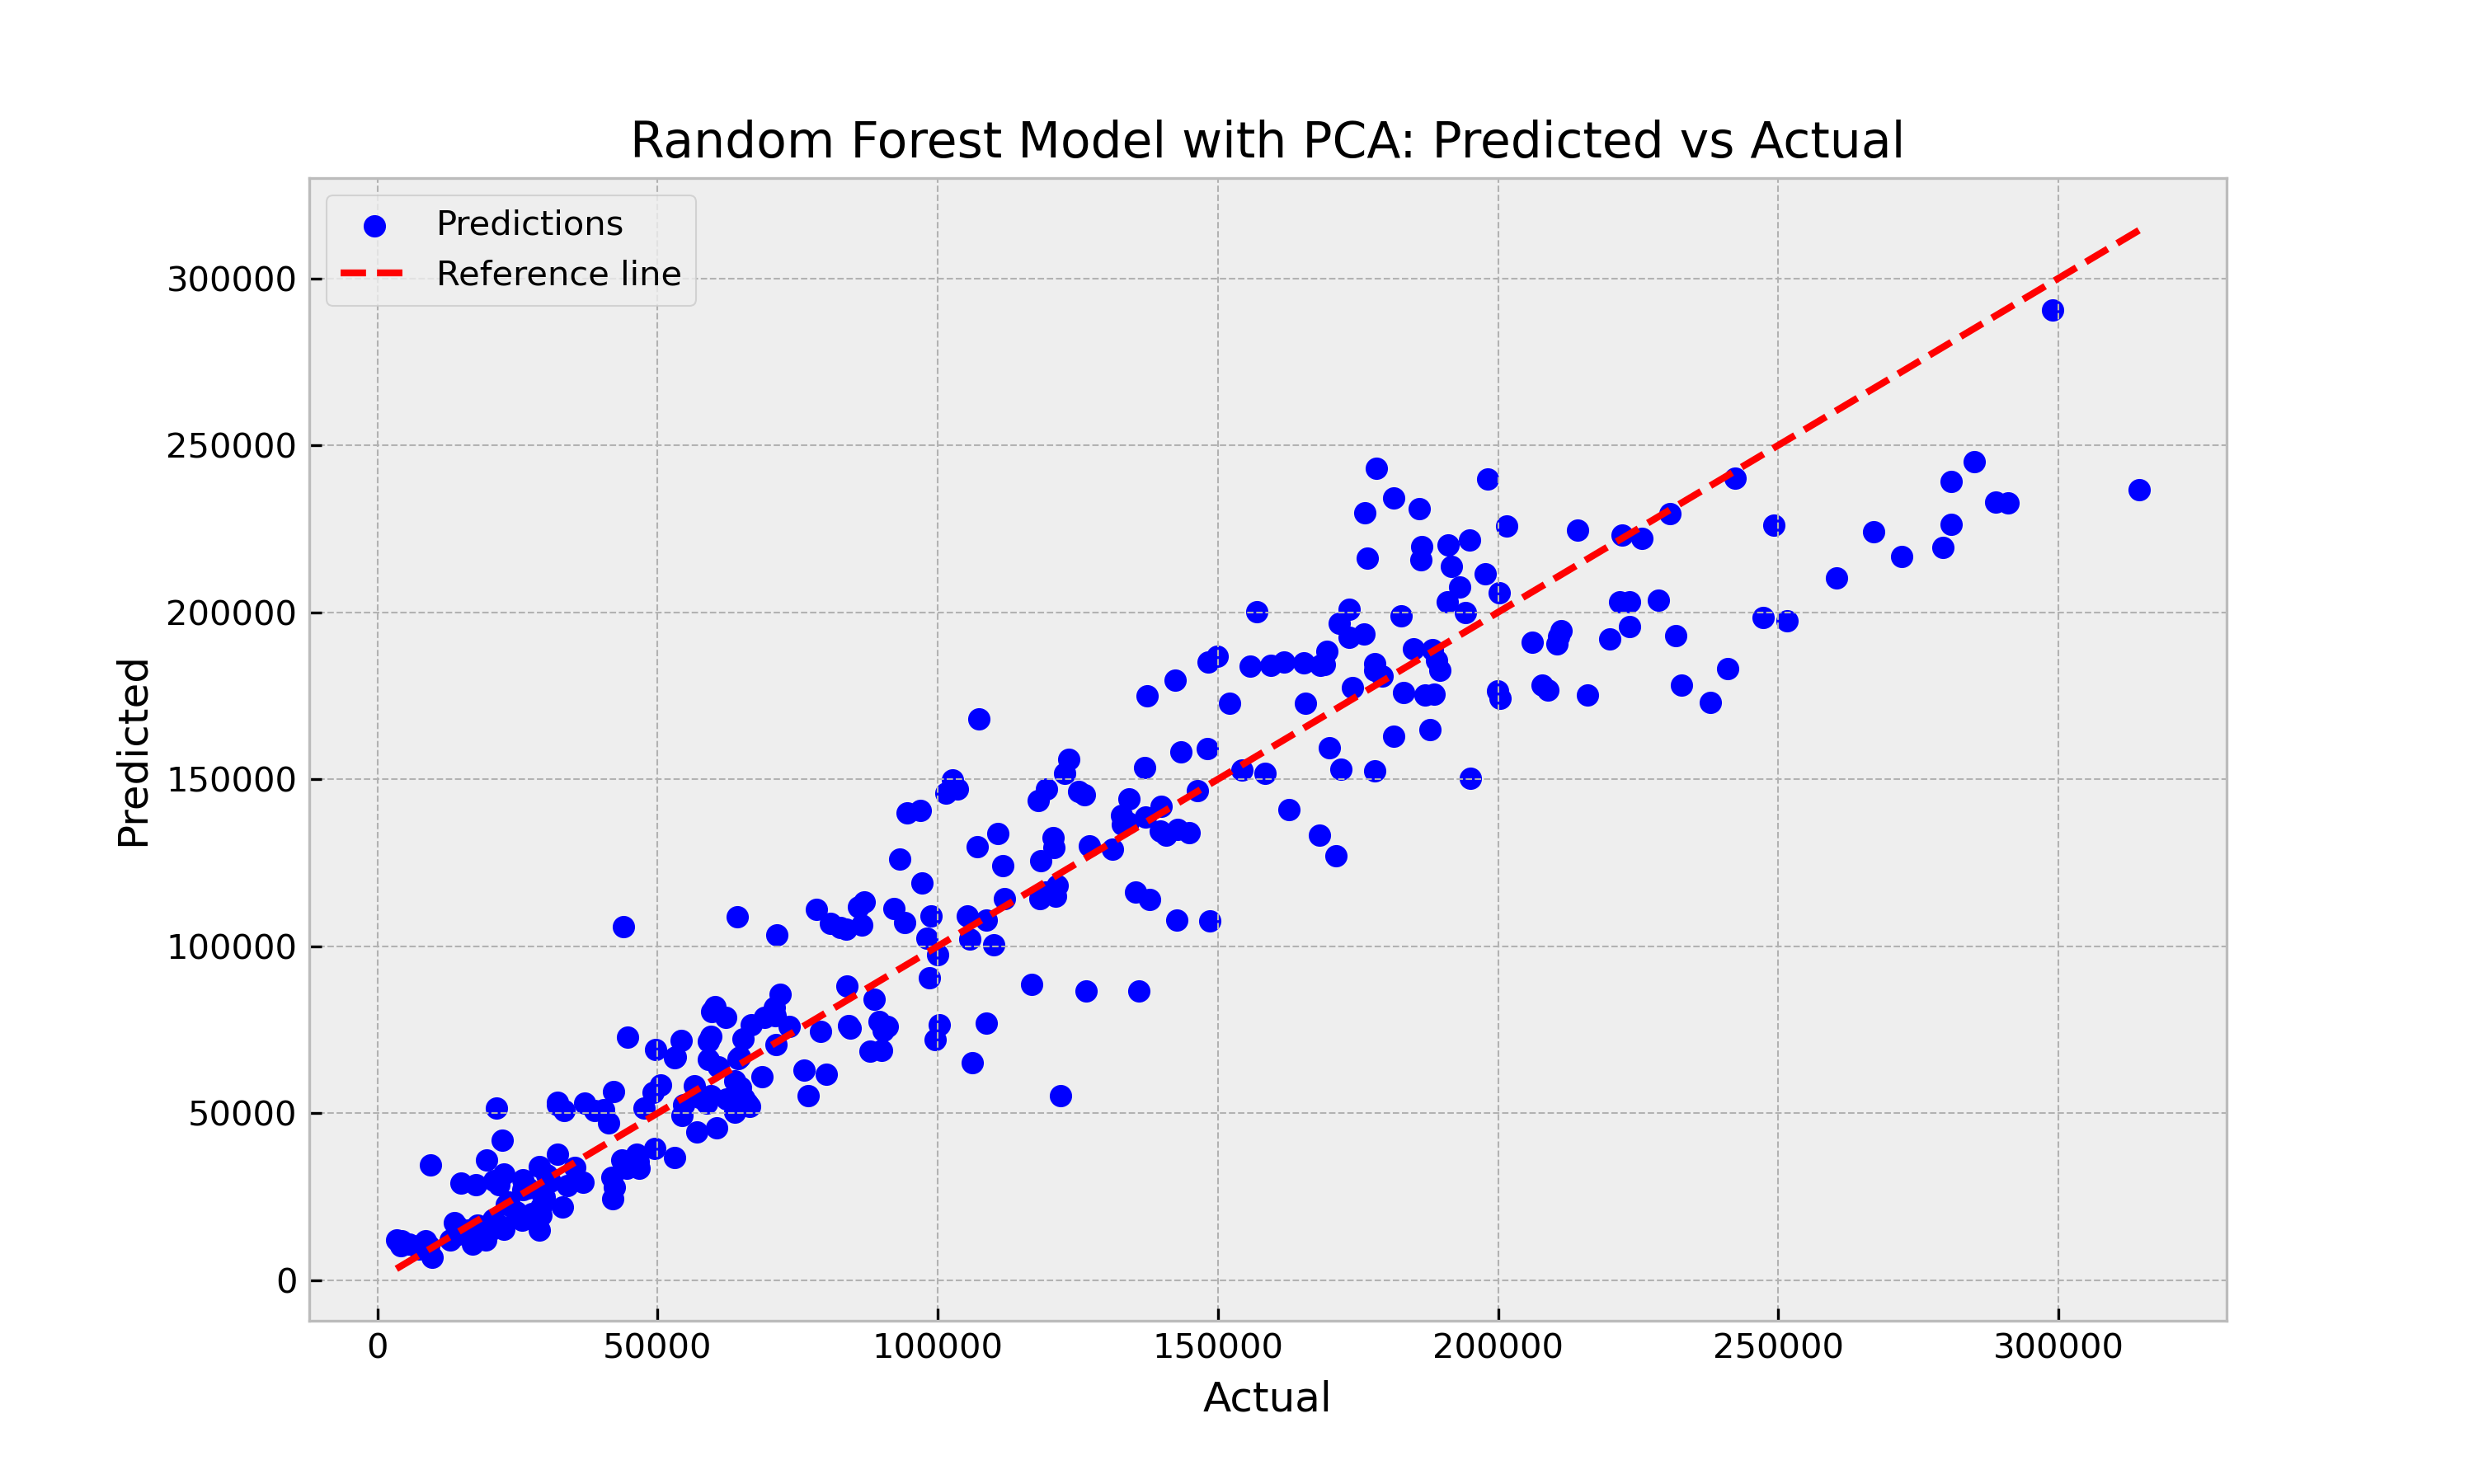 Random Forest Model with PCA: Predicted vs Actual
Predictions
Reference line
300000
250000
200000
150000
100000
50000
0
Predicted
0 50000 100000 150000 200000 250000 300000
Actual